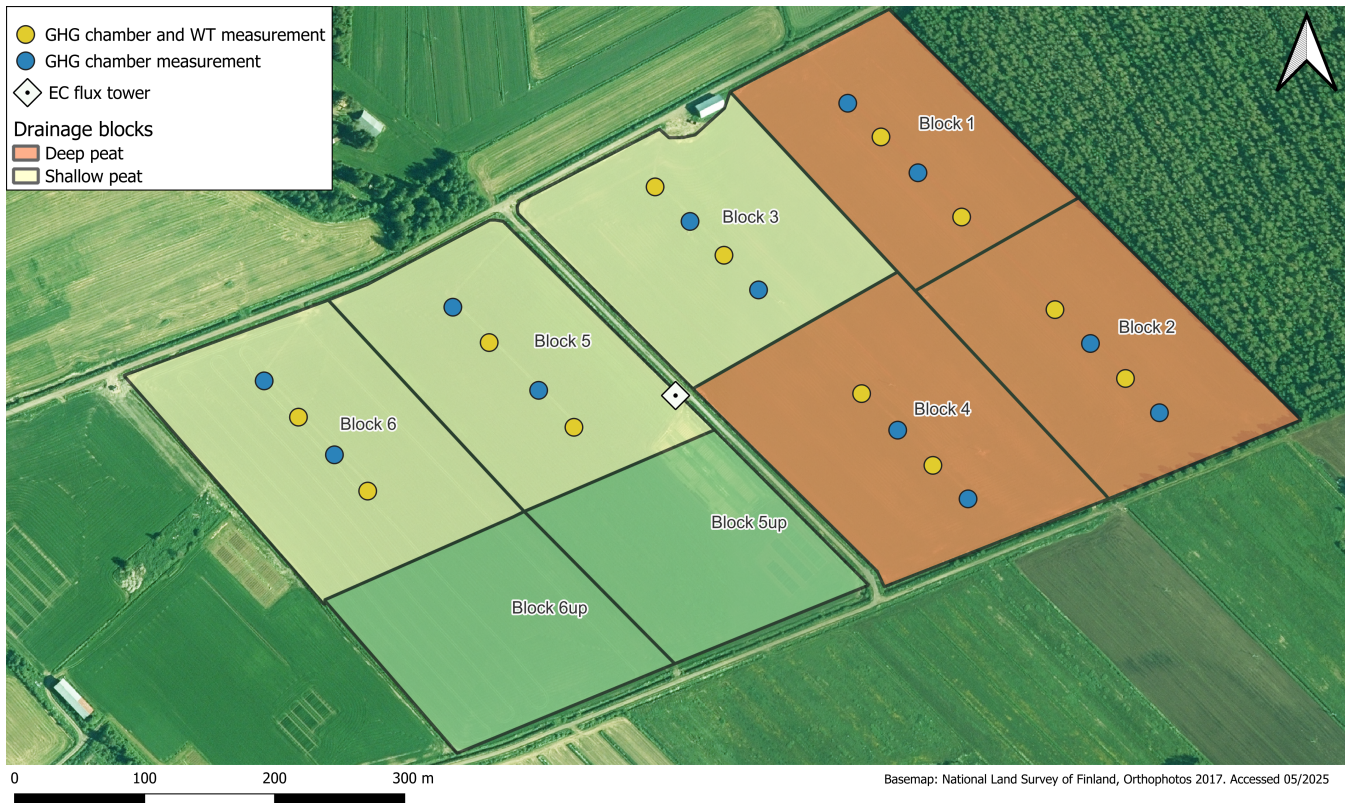 GHG chamber and WT measurement
GHG chamber measurement
EC flux tower
Drainage blocks
Deep peat
Shallow peat
Block 1
Block 3
Block 2
Block 5
Block 4
Block 6
Block 5up
Block 6up
0 100 200 300 m
Basemap: National Land Survey of Finland, Orthophotos 2017. Accessed 05/2025